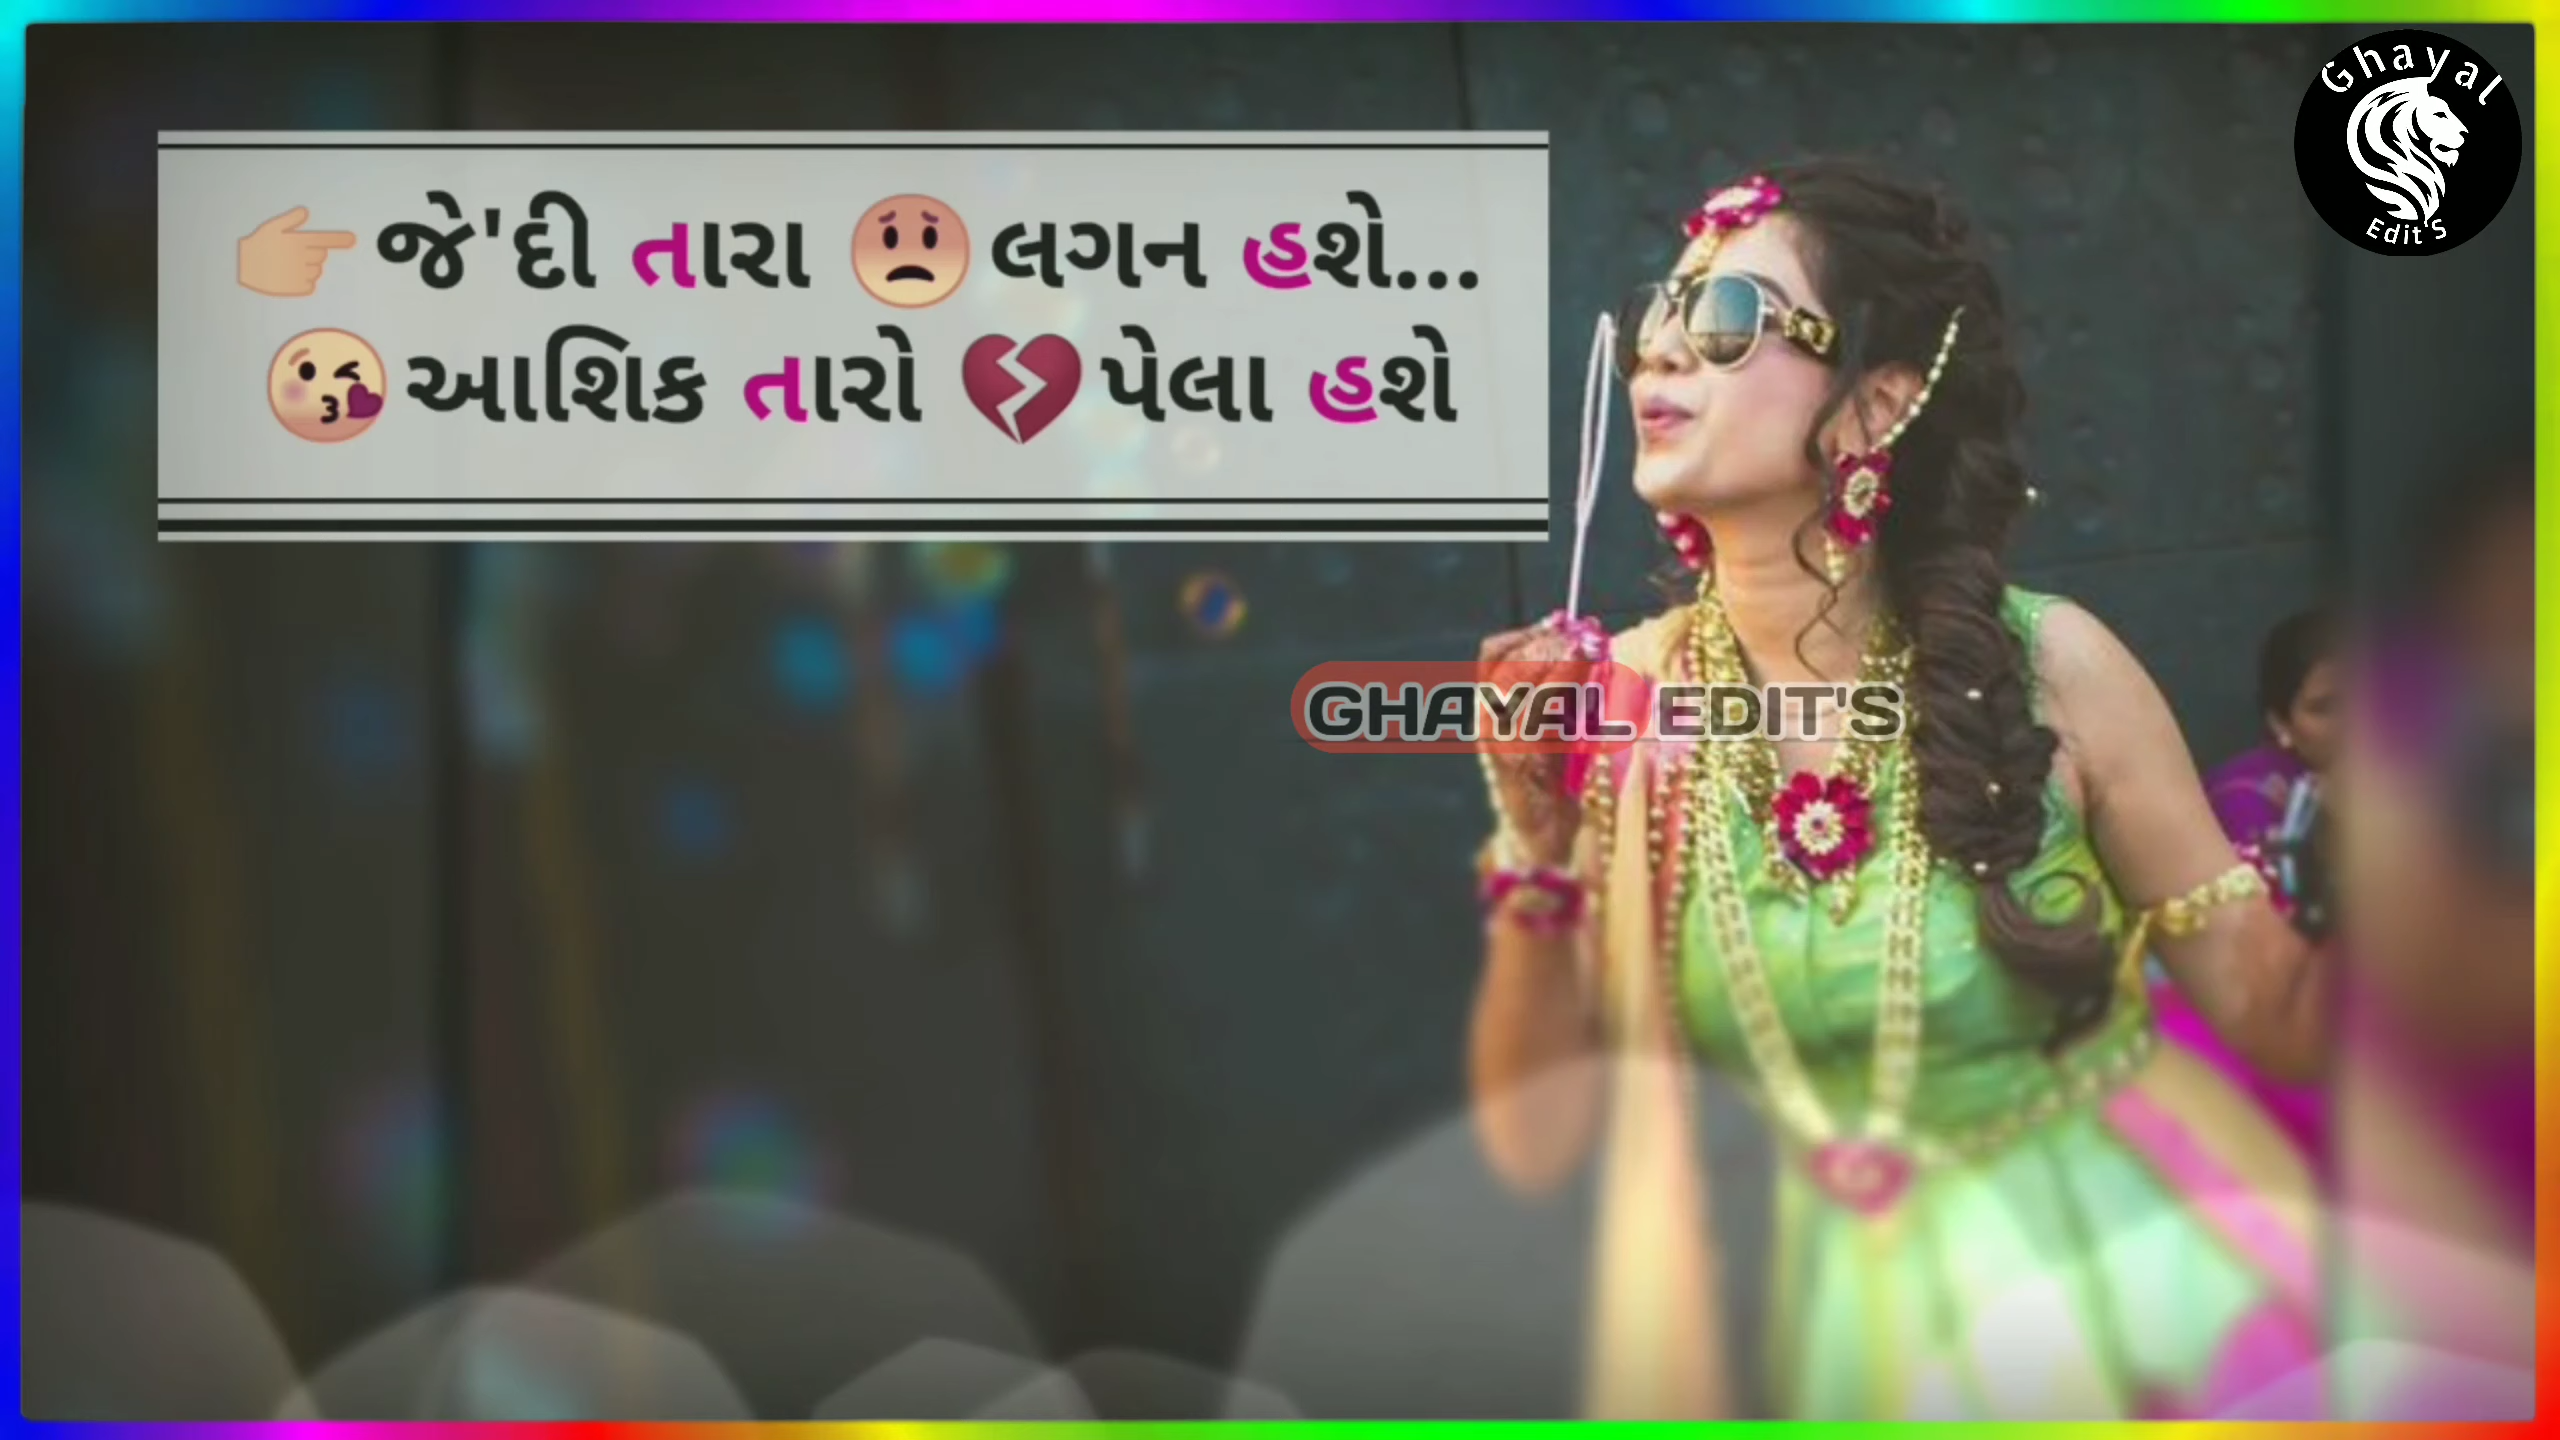 👉જે'દી તારા 😟લગન હશે...
😘આશિક તારો 💔પેલા હશે
Ghayal
Edit'S
GHAYAL EDIT'S